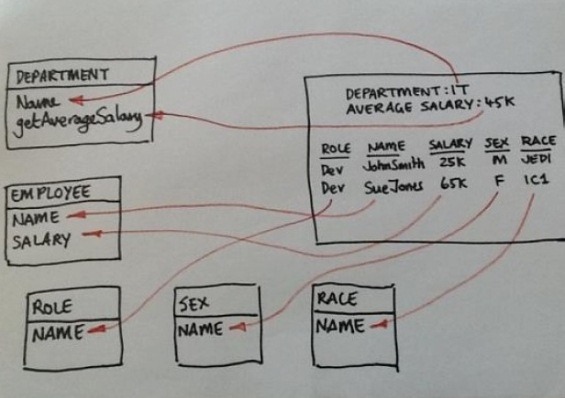 DEPARTMENT
Name
getAverageSalary
DEPARTMENT:IT
AVERAGE SALARY:45K
ROLE NAME SALARY SEX RACE
Dev JohnSmith 25K M JEDI
Dev SueJones 65K F IC1
EMPLOYEE
NAME
SALARY
ROLE
NAME
SEX
NAME
RACE
NAME